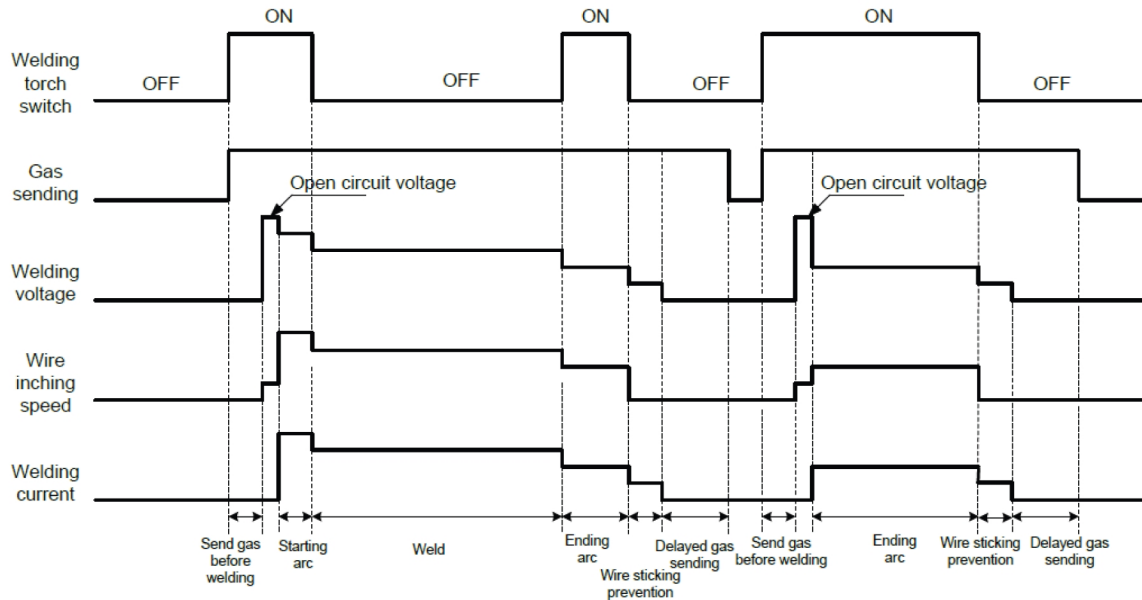 ON
ON
ON
Welding
torch
switch
OFF
OFF
OFF
OFF
Gas
sending
Open circuit voltage
Open circuit voltage
Welding
voltage
Wire
inching
speed
Welding
current
Send gas
before
welding
Starting
arc
Weld
Ending
arc
Wire sticking
prevention
Delayed gas
sending
Send gas
before welding
Ending
arc
Wire sticking
prevention
Delayed gas
sending